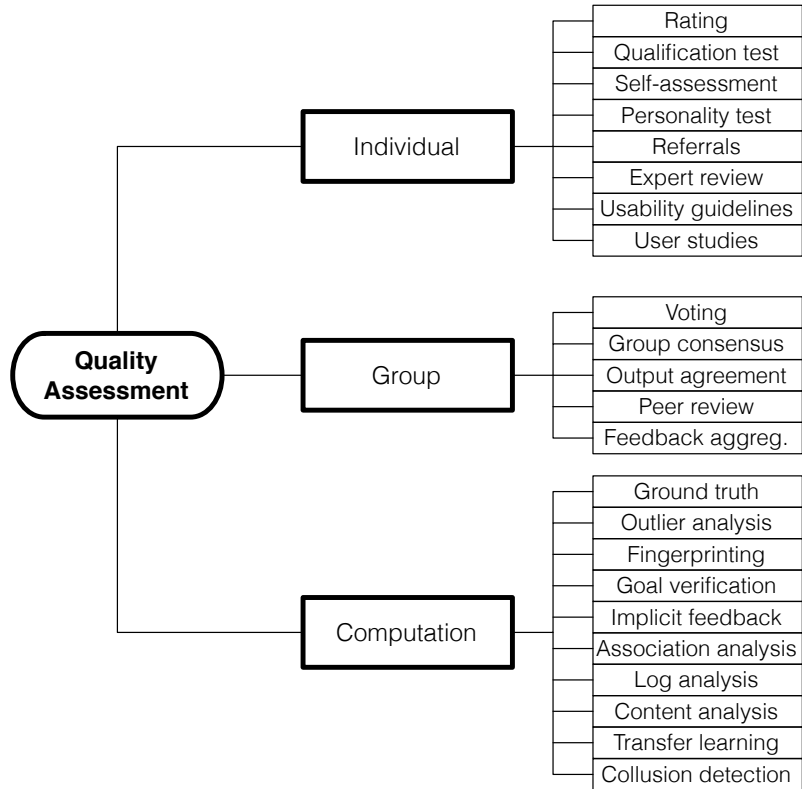 Quality
Assessment
Individual
Rating
Qualification test
Self-assessment
Personality test
Referrals
Expert review
Usability guidelines
User studies
Group
Voting
Group consensus
Output agreement
Peer review
Feedback aggreg.
Computation
Ground truth
Outlier analysis
Fingerprinting
Goal verification
Implicit feedback
Association analysis
Log analysis
Content analysis
Transfer learning
Collusion detection